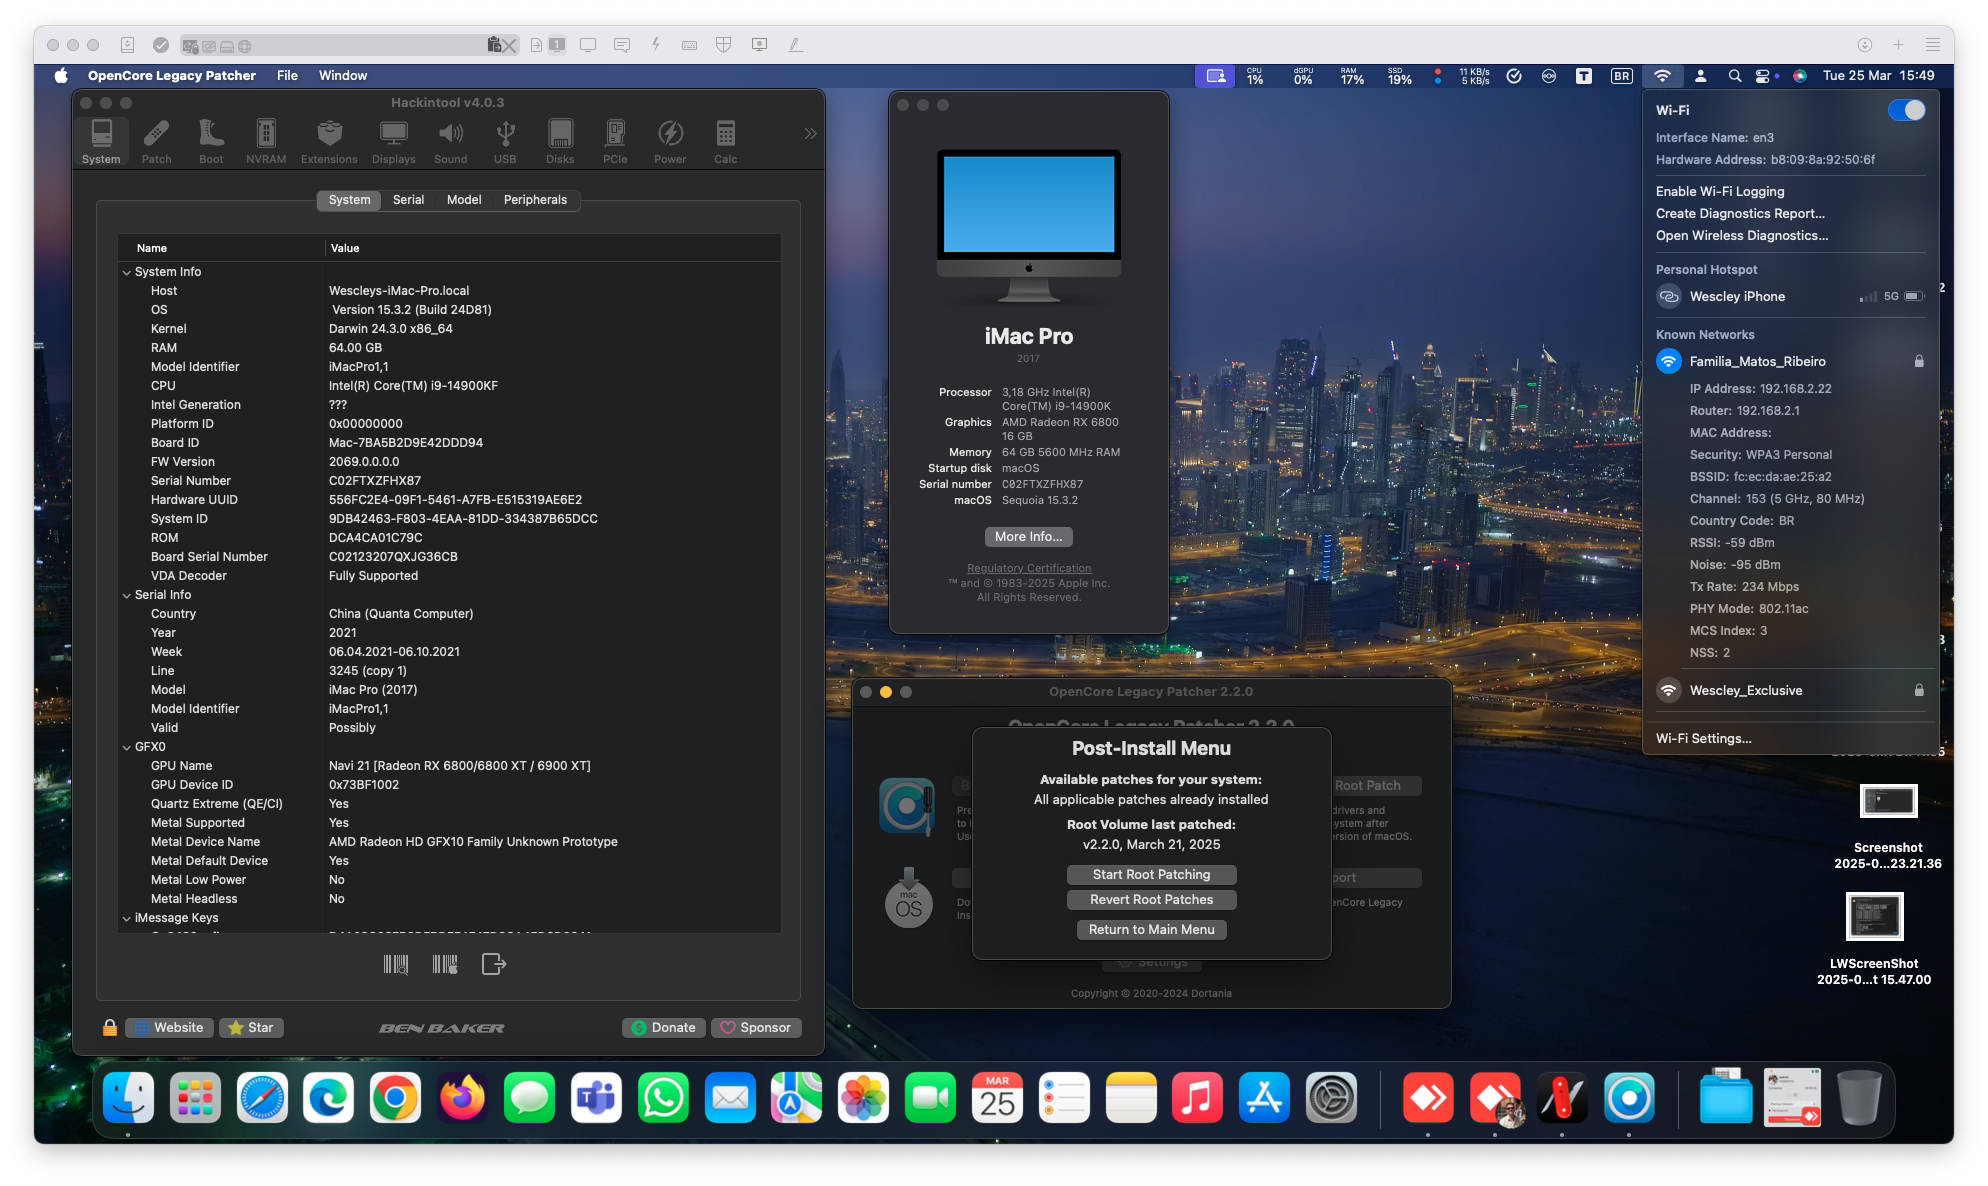 1
OpenCore Legacy Patcher File Window
CPU 1%
dGPU 0%
RAM 17%
SSD 19%
11 KB/s
5 KB/s
T
BR
Tue 25 Mar 15:49
Hackintool v4.0.3
System Patch Boot NVRAM Extensions Displays Sound USB Disks PCIe Power Calc
System Serial Model Peripherals
Name Value
System Info
Host Wescleys-iMac-Pro.local
OS Version 15.3.2 (Build 24D81)
Kernel Darwin 24.3.0 x86_64
RAM 64.00 GB
Model Identifier iMacPro1,1
CPU Intel(R) Core(TM) i9-14900KF
Intel Generation ???
Platform ID 0x00000000
Board ID Mac-7BA5B2D9E42DDD94
FW Version 2069.0.0.0.0
Serial Number C02FTXZFHX87
Hardware UUID 556FC2E4-09F1-5461-A7FB-E515319AE6E2
System ID 9DB42463-F803-4EAA-81DD-334387B65DCC
ROM DCA4CA01C79C
Board Serial Number C02123207QXJG36CB
VDA Decoder Fully Supported
Serial Info
Country China (Quanta Computer)
Year 2021
Week 06.04.2021-06.10.2021
Line 3245 (copy 1)
Model iMac Pro (2017)
Model Identifier iMacPro1,1
Valid Possibly
GFX0
GPU Name Navi 21 [Radeon RX 6800/6800 XT / 6900 XT]
GPU Device ID 0x73BF1002
Quartz Extreme (QE/CI) Yes
Metal Supported Yes
Metal Device Name AMD Radeon HD GFX10 Family Unknown Prototype
Metal Default Device Yes
Metal Low Power No
Metal Headless No
iMessage Keys
Website Star BEN BAKER Donate Sponsor
iMac Pro
2017
Processor 3,18 GHz Intel(R)
Core(TM) i9-14900K
Graphics AMD Radeon RX 6800
16 GB
Memory 64 GB 5600 MHz RAM
Startup disk macOS
Serial number C02FTXZFHX87
macOS Sequoia 15.3.2
More Info...
Regulatory Certification
™ and © 1983-2025 Apple Inc.
All Rights Reserved.
OpenCore Legacy Patcher 2.2.0
OpenCore Legacy Patcher 2.2.0
Post-Install Menu
Available patches for your system:
All applicable patches already installed
Root Volume last patched:
v2.2.0, March 21, 2025
Start Root Patching
Revert Root Patches
Return to Main Menu
Root Patch
drivers and
ystem after
ersion of macOS.
port
enCore Legacy
mac
OS
Settings
Copyright © 2020-2024 Dortania
Wi-Fi
Interface Name: en3
Hardware Address: b8:09:8a:92:50:6f
Enable Wi-Fi Logging
Create Diagnostics Report...
Open Wireless Diagnostics...
Personal Hotspot
Wescley iPhone 5G
Known Networks
Familia_Matos_Ribeiro
IP Address: 192.168.2.22
Router: 192.168.2.1
MAC Address:
Security: WPA3 Personal
BSSID: fc:ec:da:ae:25:a2
Channel: 153 (5 GHz, 80 MHz)
Country Code: BR
RSSI: -59 dBm
Noise: -95 dBm
Tx Rate: 234 Mbps
PHY Mode: 802.11ac
MCS Index: 3
NSS: 2
Wescley_Exclusive
Wi-Fi Settings...
Screenshot
2025-0...23.21.36
LWScreenShot
2025-0...t 15.47.00
MAR
25